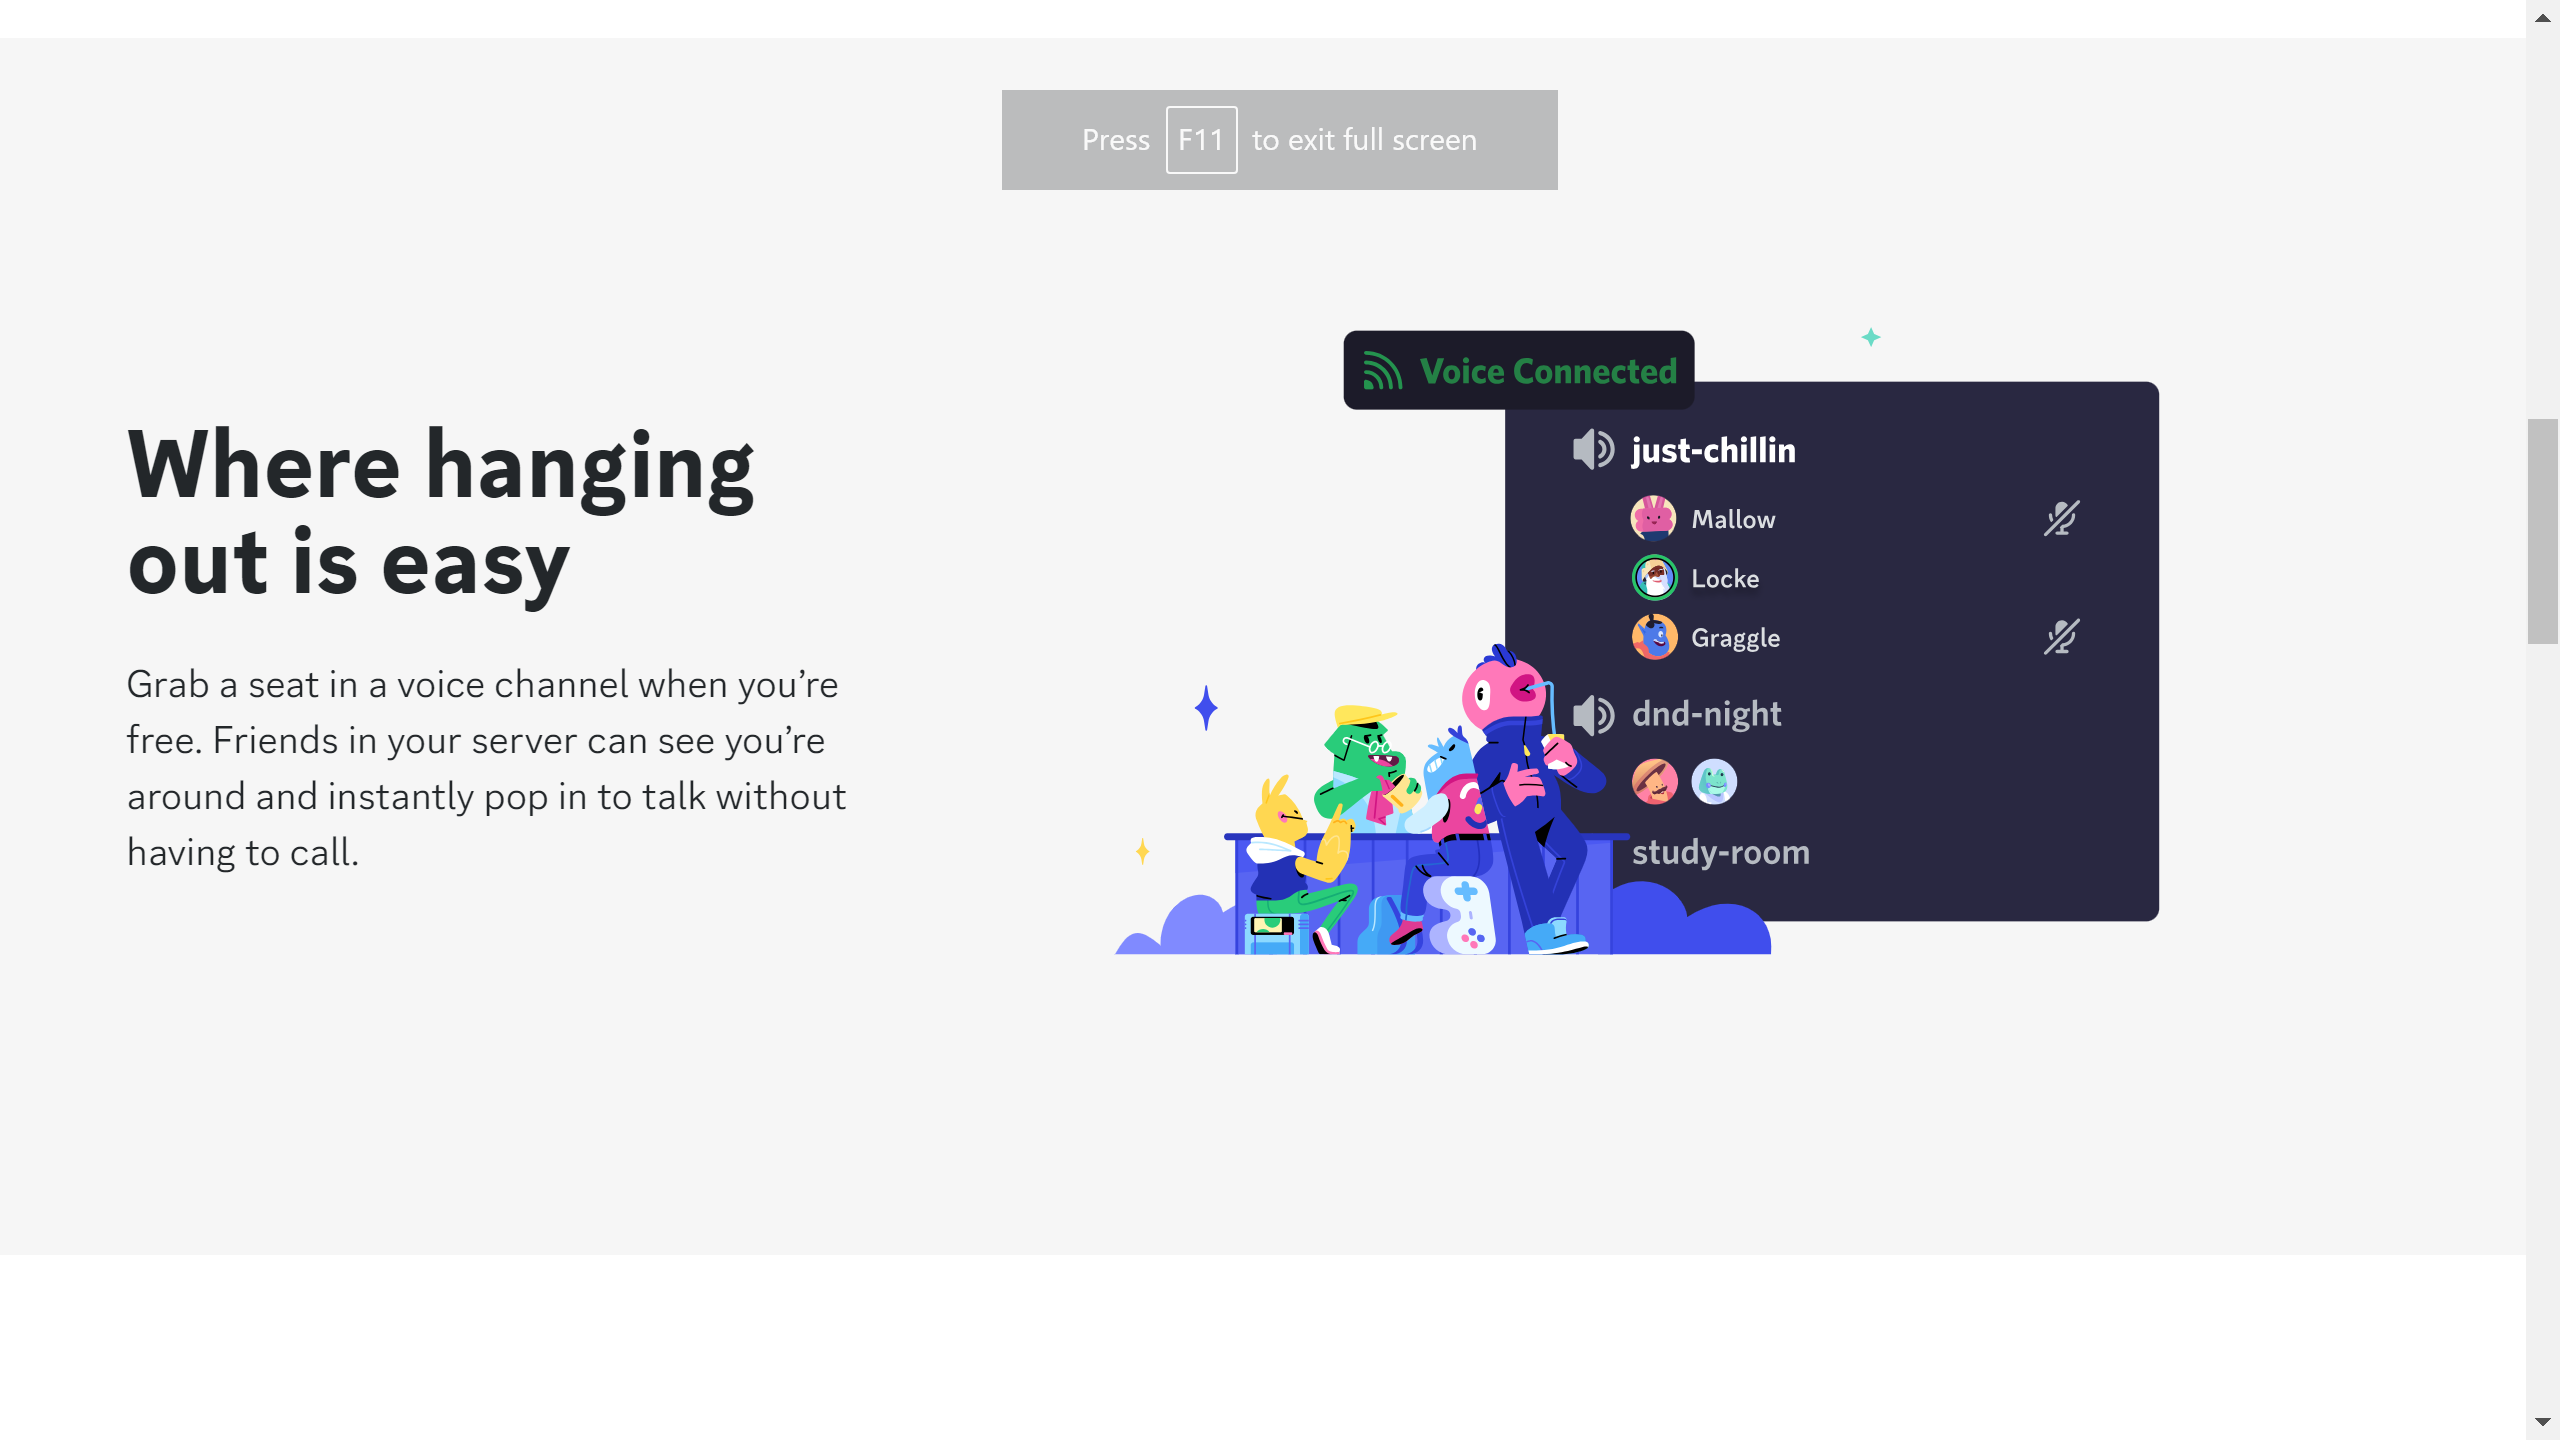 Press F11 to exit full screen
Where hanging
out is easy
Grab a seat in a voice channel when you’re
free. Friends in your server can see you’re
around and instantly pop in to talk without
having to call.
Voice Connected
just-chillin
Mallow
Locke
Graggle
dnd-night
study-room